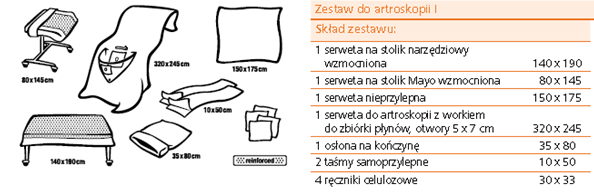 80x145cm
320x245cm
150x175cm
10x50cm
140x190cm
35x80cm
reinforced
Zestaw do artroskopii I
Skład zestawu:
1 serweta na stolik narzędziowy
wzmocniona 140 x 190
1 serweta na stolik Mayo wzmocniona 80 x 145
1 serweta nieprzylepna 150 x 175
1 serweta do artroskopii z workiem
do zbiórki płynów, otwory 5 x 7 cm 320 x 245
1 osłona na kończynę 35 x 80
2 taśmy samoprzylepne 10 x 50
4 ręczniki celulozowe 30 x 33